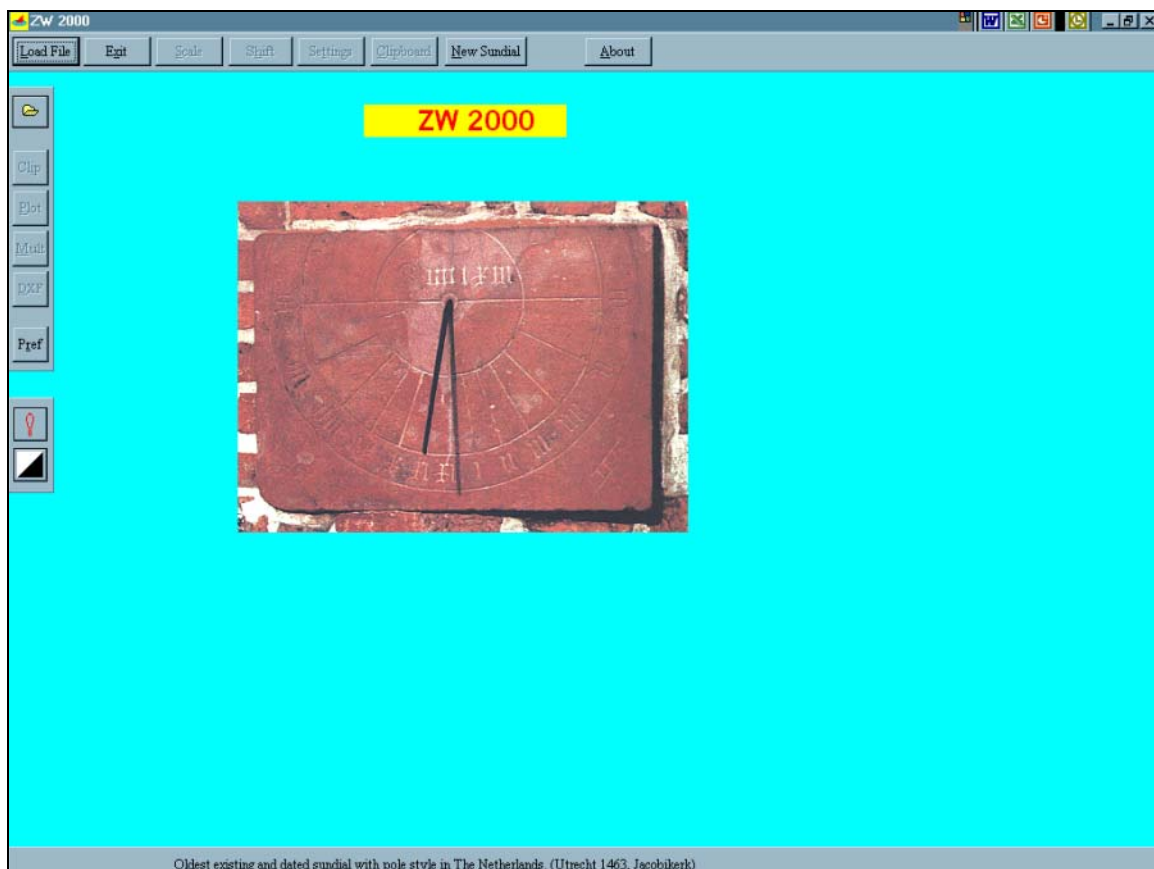 ZW 2000
Load File Exit Scale Shift Settings Clipboard New Sundial About
ZW 2000
Clip
Plot
Mult
DXF
Pref
Oldest existing and dated sundial with pole style in The Netherlands. (Utrecht 1463, Jacobikerk)